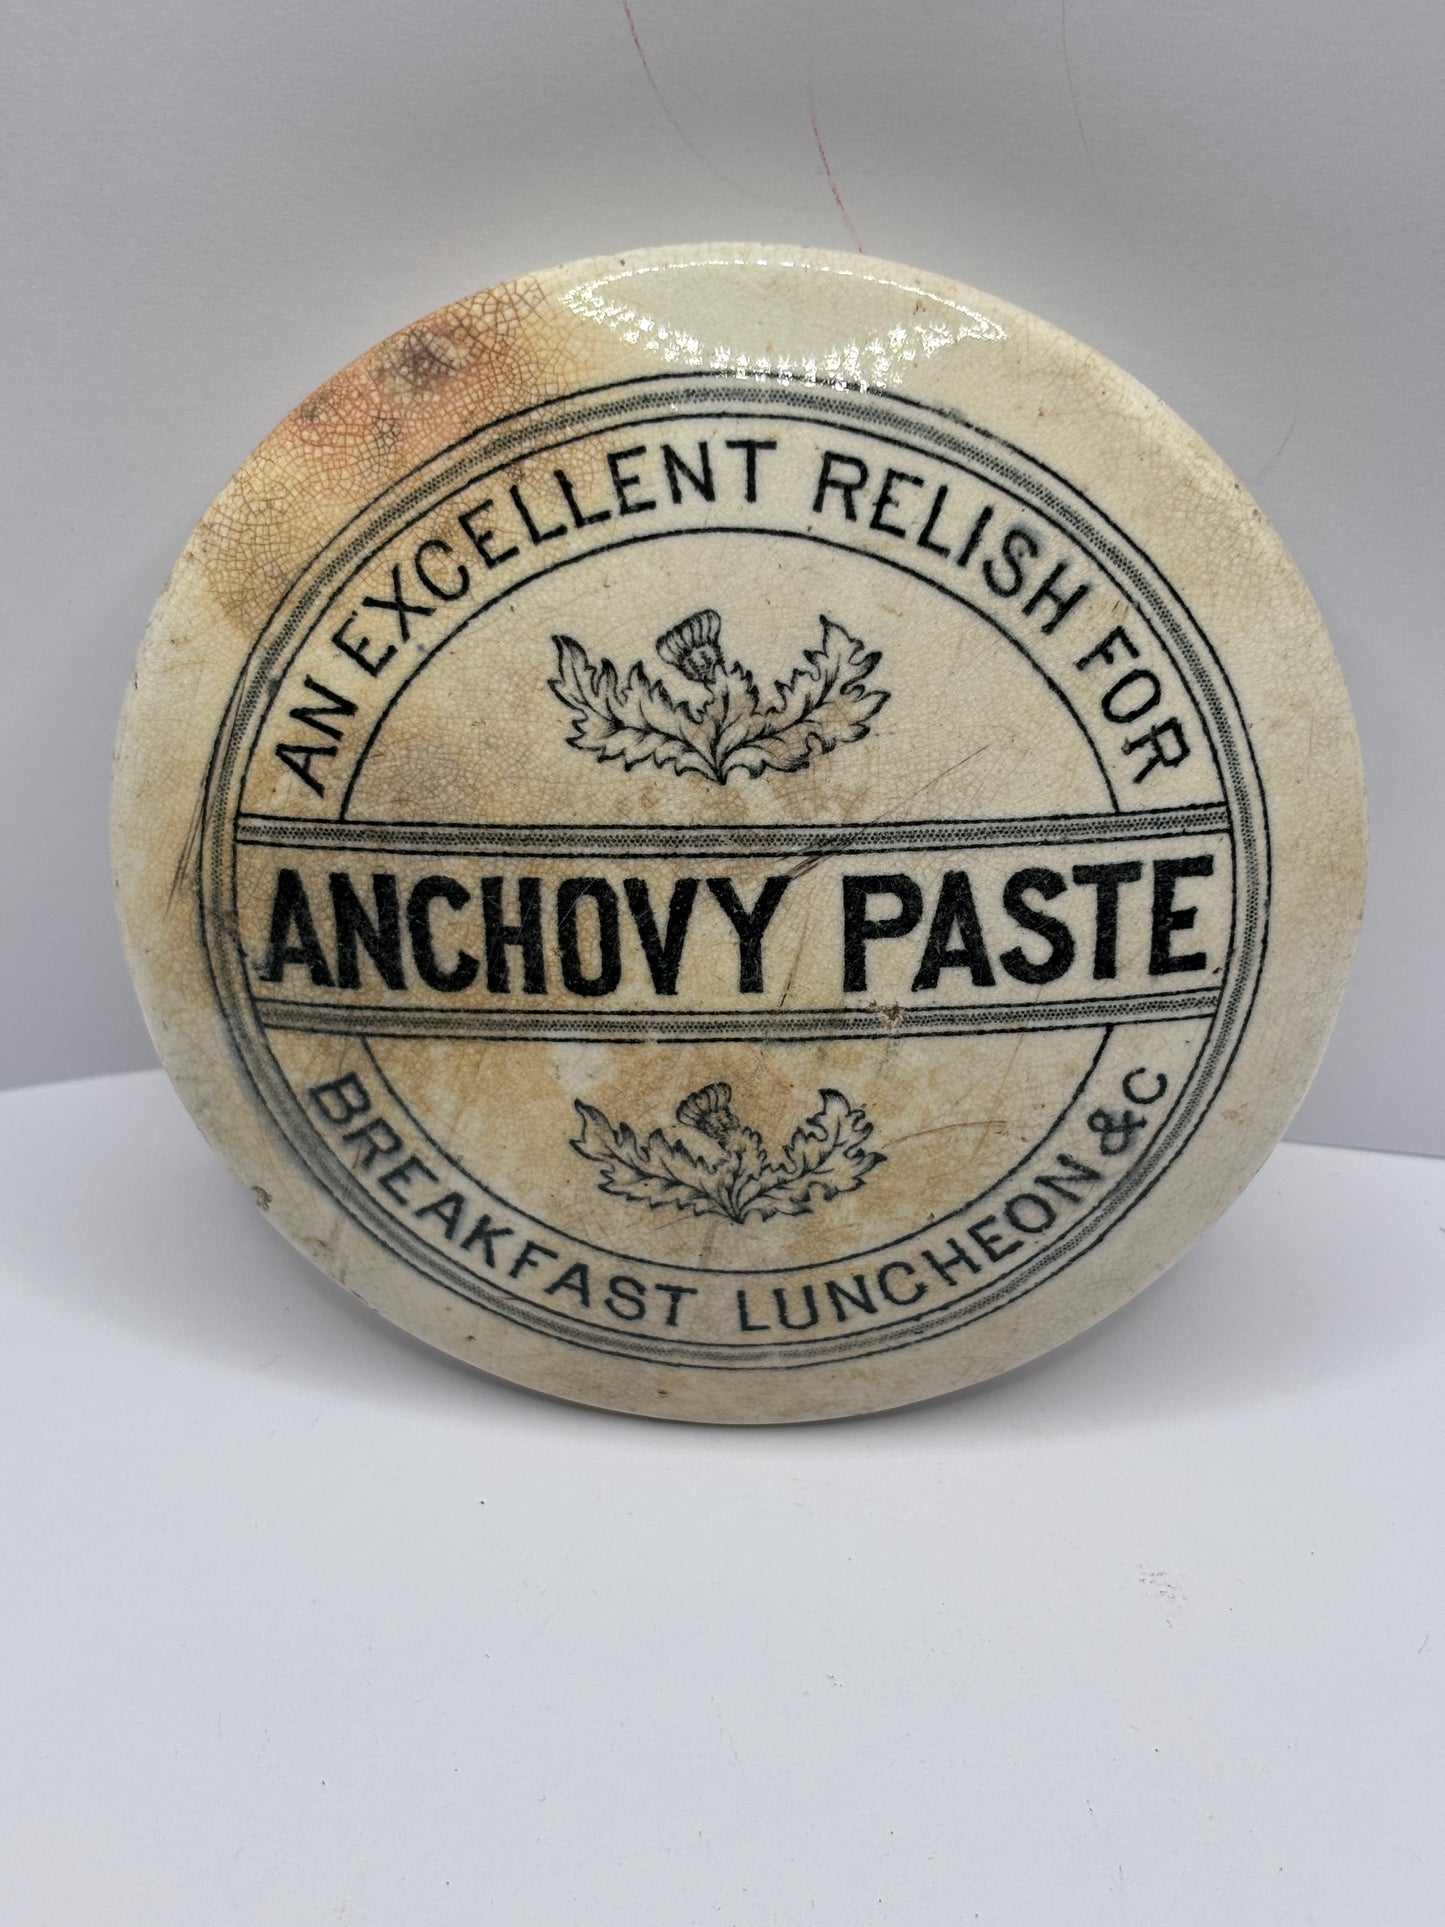 AN EXCELLENT RELISH FOR
ANCHOVY PASTE
BREAKFAST LUNCHEON & C